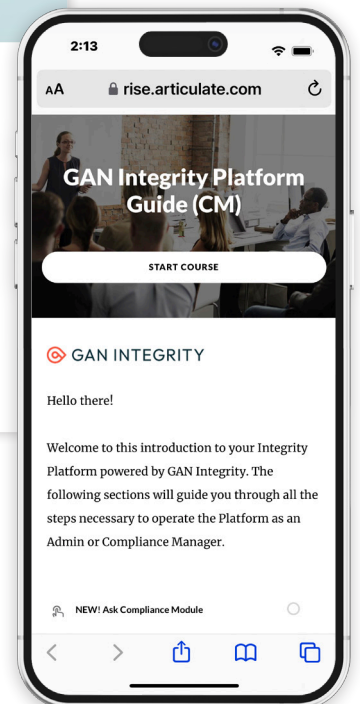 2:13
AA rise.articulate.com
GAN Integrity Platform
Guide (CM)
START COURSE
GAN INTEGRITY
Hello there!
Welcome to this introduction to your Integrity
Platform powered by GAN Integrity. The
following sections will guide you through all the
steps necessary to operate the Platform as an
Admin or Compliance Manager.
NEW! Ask Compliance Module